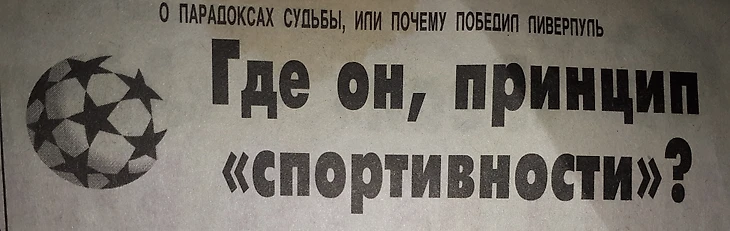 О ПАРАДОКСАХ СУДЬБЫ, ИЛИ ПОЧЕМУ ПОБЕДИЛ ЛИВЕРПУЛЬ
Где он, принцип
«спортивности»?